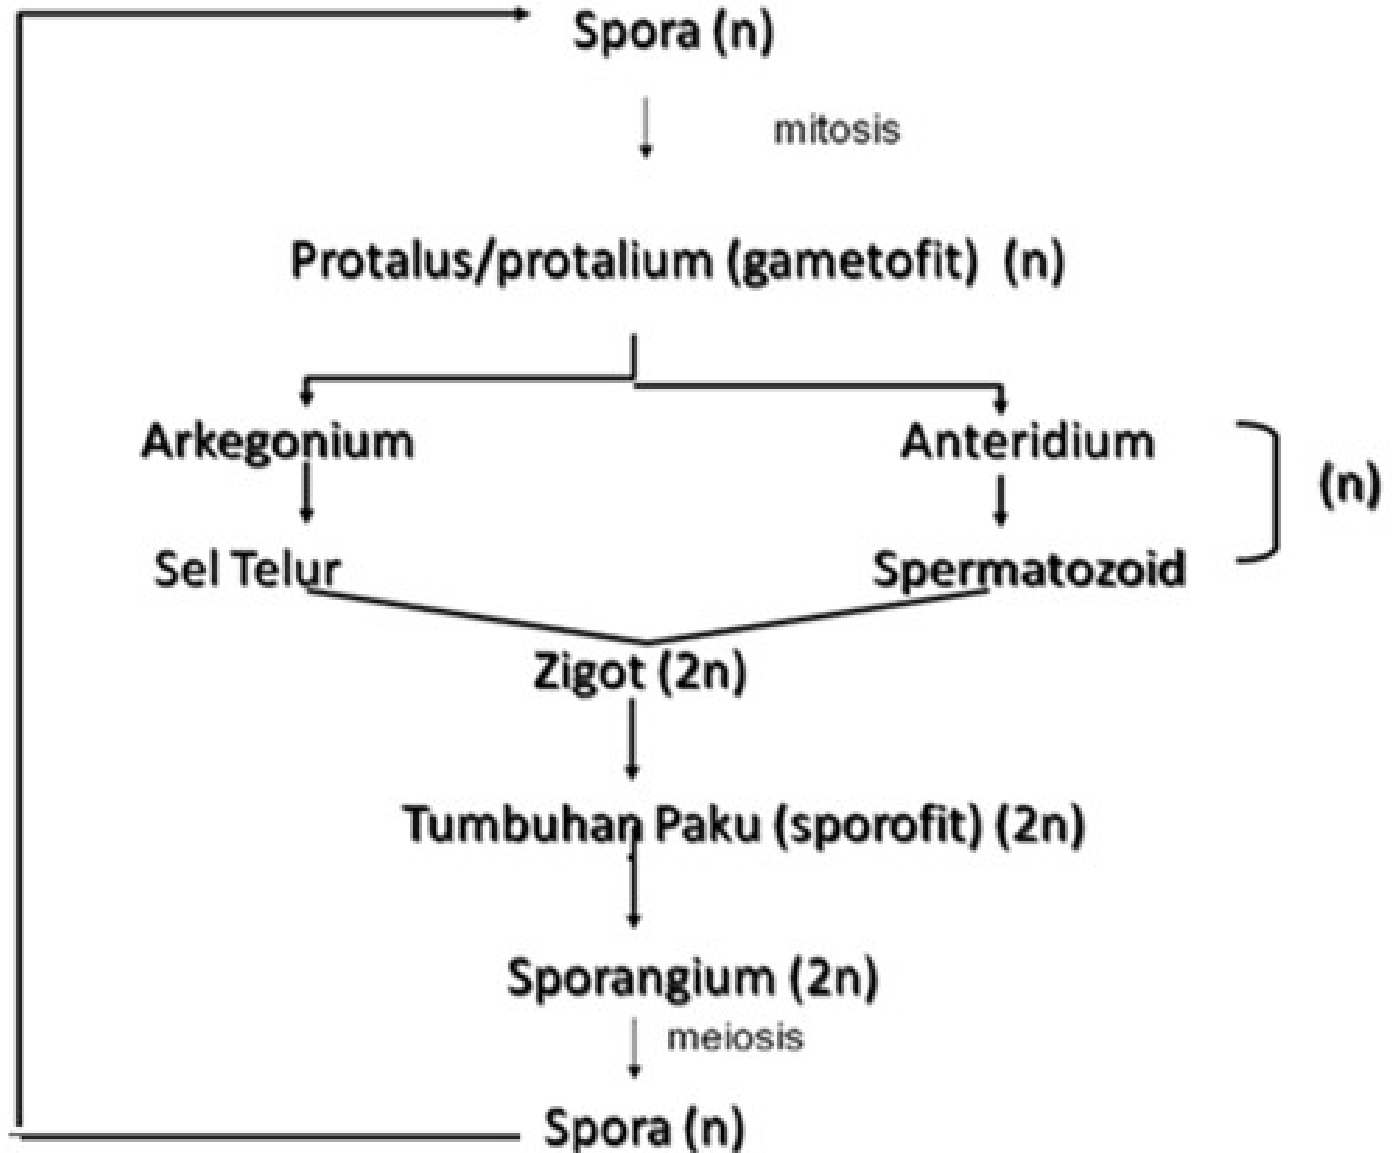 Spora (n)
mitosis
Protalus/protalium (gametofit) (n)
Arkegonium
Anteridium
(n)
Sel Telur
Spermatozoid
Zigot (2n)
Tumbuhan Paku (sporofit) (2n)
Sporangium (2n)
meiosis
Spora (n)